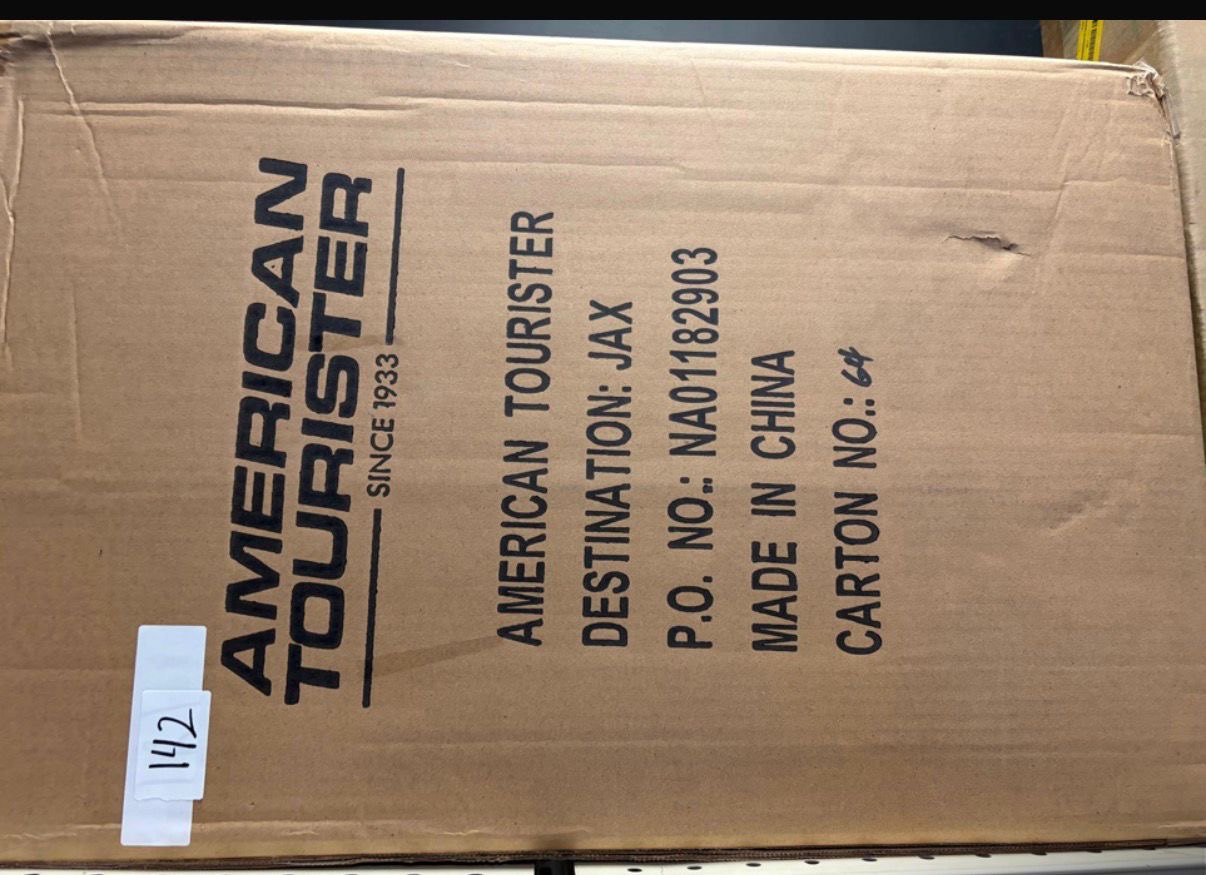 AMERICAN
TOURISTER
SINCE 1933
AMERICAN TOURISTER
DESTINATION: JAX
P.O. NO.: NA01182903
MADE IN CHINA
CARTON NO.: 64
142